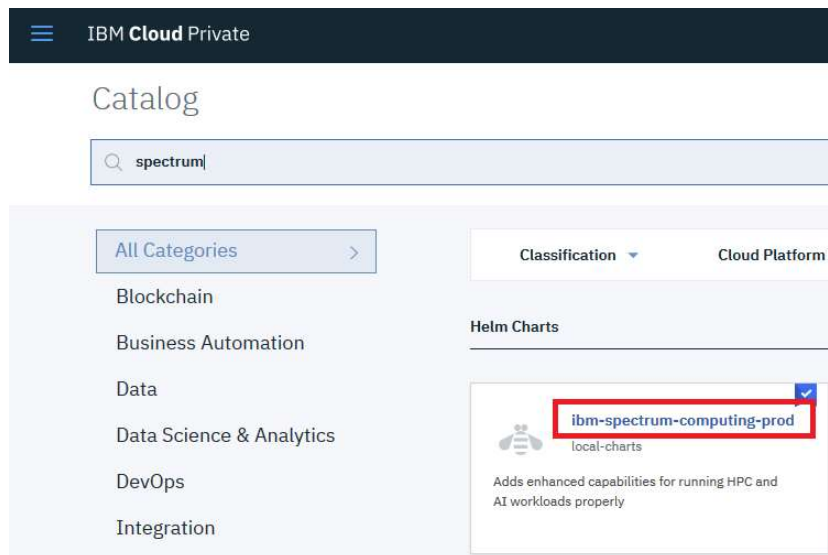 IBM Cloud Private
Catalog
spectrum
All Categories
Blockchain
Business Automation
Data
Data Science & Analytics
DevOps
Integration
Classification
Cloud Platform
Helm Charts
ibm-spectrum-computing-prod
local-charts
Adds enhanced capabilities for running HPC and
AI workloads properly